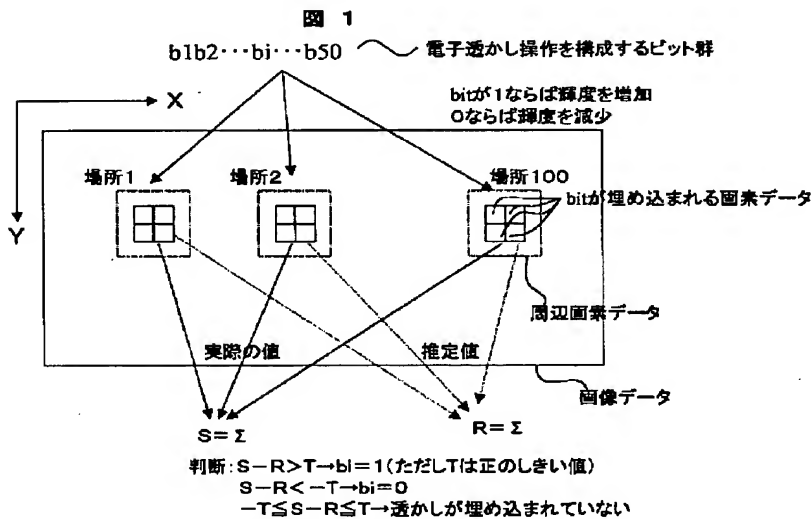 図 1
b1b2･･･bi･･･b50
電子透かし操作を構成するビット群
X
bitが1ならば輝度を増加
0ならば輝度を減少
場所1
場所2
場所100
bitが埋め込まれる画素データ
Y
周辺画素データ
実際の値
推定値
画像データ
S=Σ
R=Σ
判断:S-R>T→bi=1(ただしTは正のしきい値)
S-R<-T→bi=0
-T≦S-R≦T→透かしが埋め込まれていない